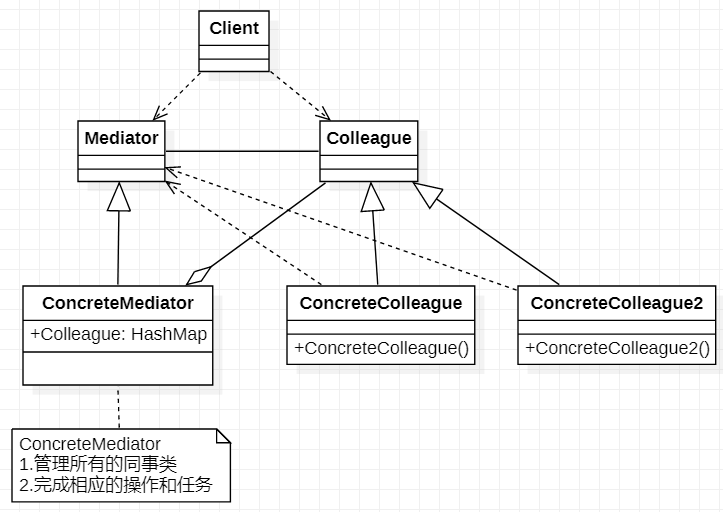 Client
Mediator
Colleague
ConcreteMediator
+Colleague: HashMap
ConcreteColleague
+ConcreteColleague()
ConcreteColleague2
+ConcreteColleague2()
ConcreteMediator
1.管理所有的同事类
2.完成相应的操作和任务